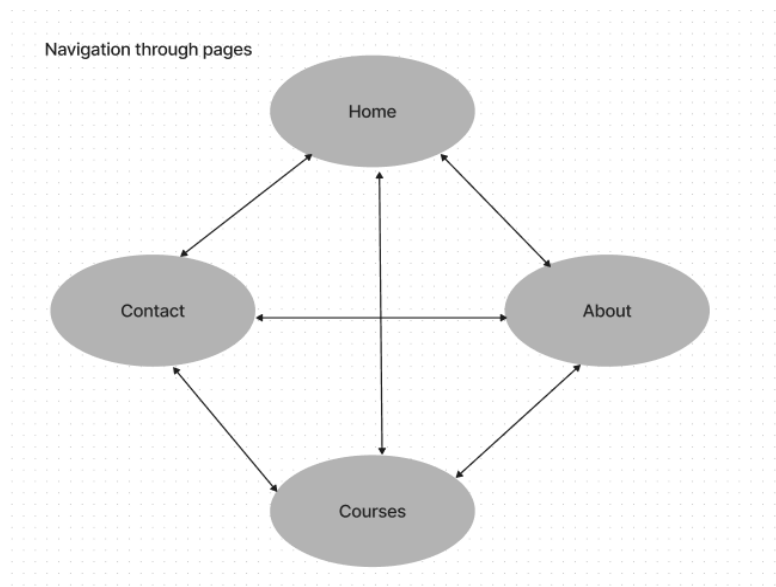 Navigation through pages
Home
Contact
About
Courses